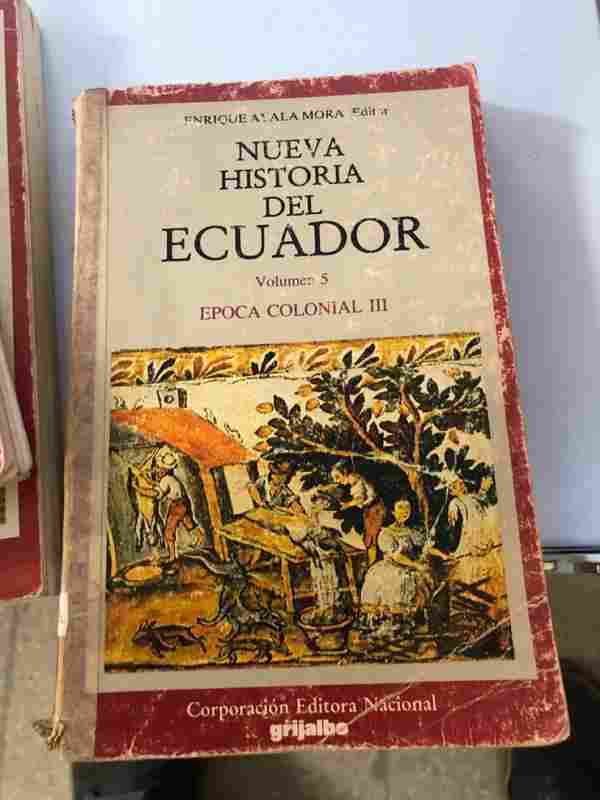 ENRIQUE AYALA MORA Editor
NUEVA
HISTORIA
DEL
ECUADOR
Volumen 5
EPOCA COLONIAL III
Corporación Editora Nacional
grijalbo